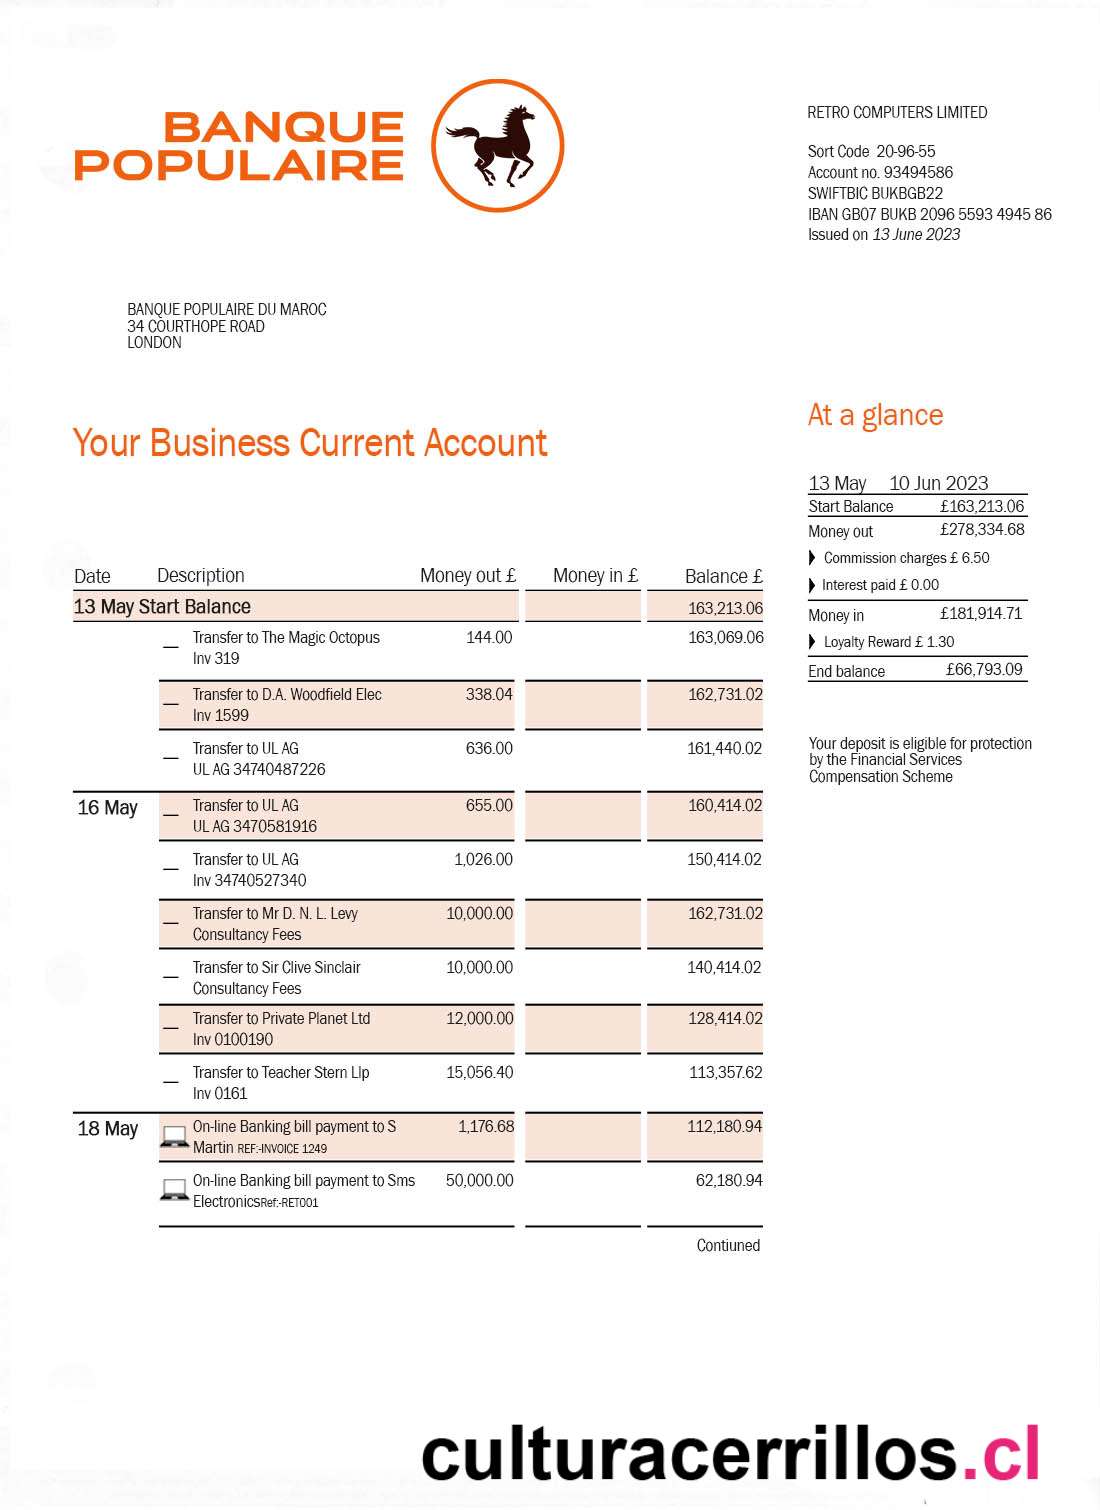 BANQUE
POPULAIRE
RETRO COMPUTERS LIMITED
Sort Code 20-96-55
Account no. 93494586
SWIFTBIC BUKBGB22
IBAN GB07 BUKB 2096 5593 4945 86
Issued on 13 June 2023
BANQUE POPULAIRE DU MAROC
34 COURTHOPE ROAD
LONDON
Your Business Current Account
At a glance
13 May 10 Jun 2023
Start Balance £163,213.06
Money out £278,334.68
Commission charges £ 6.50
Interest paid £ 0.00
Money in £181,914.71
Loyalty Reward £ 1.30
End balance £66,793.09
Your deposit is eligible for protection
by the Financial Services
Compensation Scheme
Date Description Money out £ Money in £ Balance £
13 May Start Balance 163,213.06
Transfer to The Magic Octopus 144.00 163,069.06
Inv 319
Transfer to D.A. Woodfield Elec 338.04 162,731.02
Inv 1599
Transfer to UL AG 636.00 161,440.02
UL AG 34740487226
16 May Transfer to UL AG 655.00 160,414.02
UL AG 3470581916
Transfer to UL AG 1,026.00 150,414.02
Inv 34740527340
Transfer to Mr D. N. L. Levy 10,000.00 162,731.02
Consultancy Fees
Transfer to Sir Clive Sinclair 10,000.00 140,414.02
Consultancy Fees
Transfer to Private Planet Ltd 12,000.00 128,414.02
Inv 0100190
Transfer to Teacher Stern Llp 15,056.40 113,357.62
Inv 0161
18 May On-line Banking bill payment to S 1,176.68 112,180.94
Martin REF:-INVOICE 1249
On-line Banking bill payment to Sms 50,000.00 62,180.94
ElectronicsRef:-RET001
Contiuned
culturacerrillos.cl